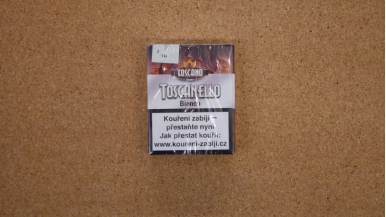 TOSCANO
TOSCANELLO
Bianco
Kouření zabíjí –
přestaňte nyní
Jak přestat kouřit:
www.koureni-zabiji.cz